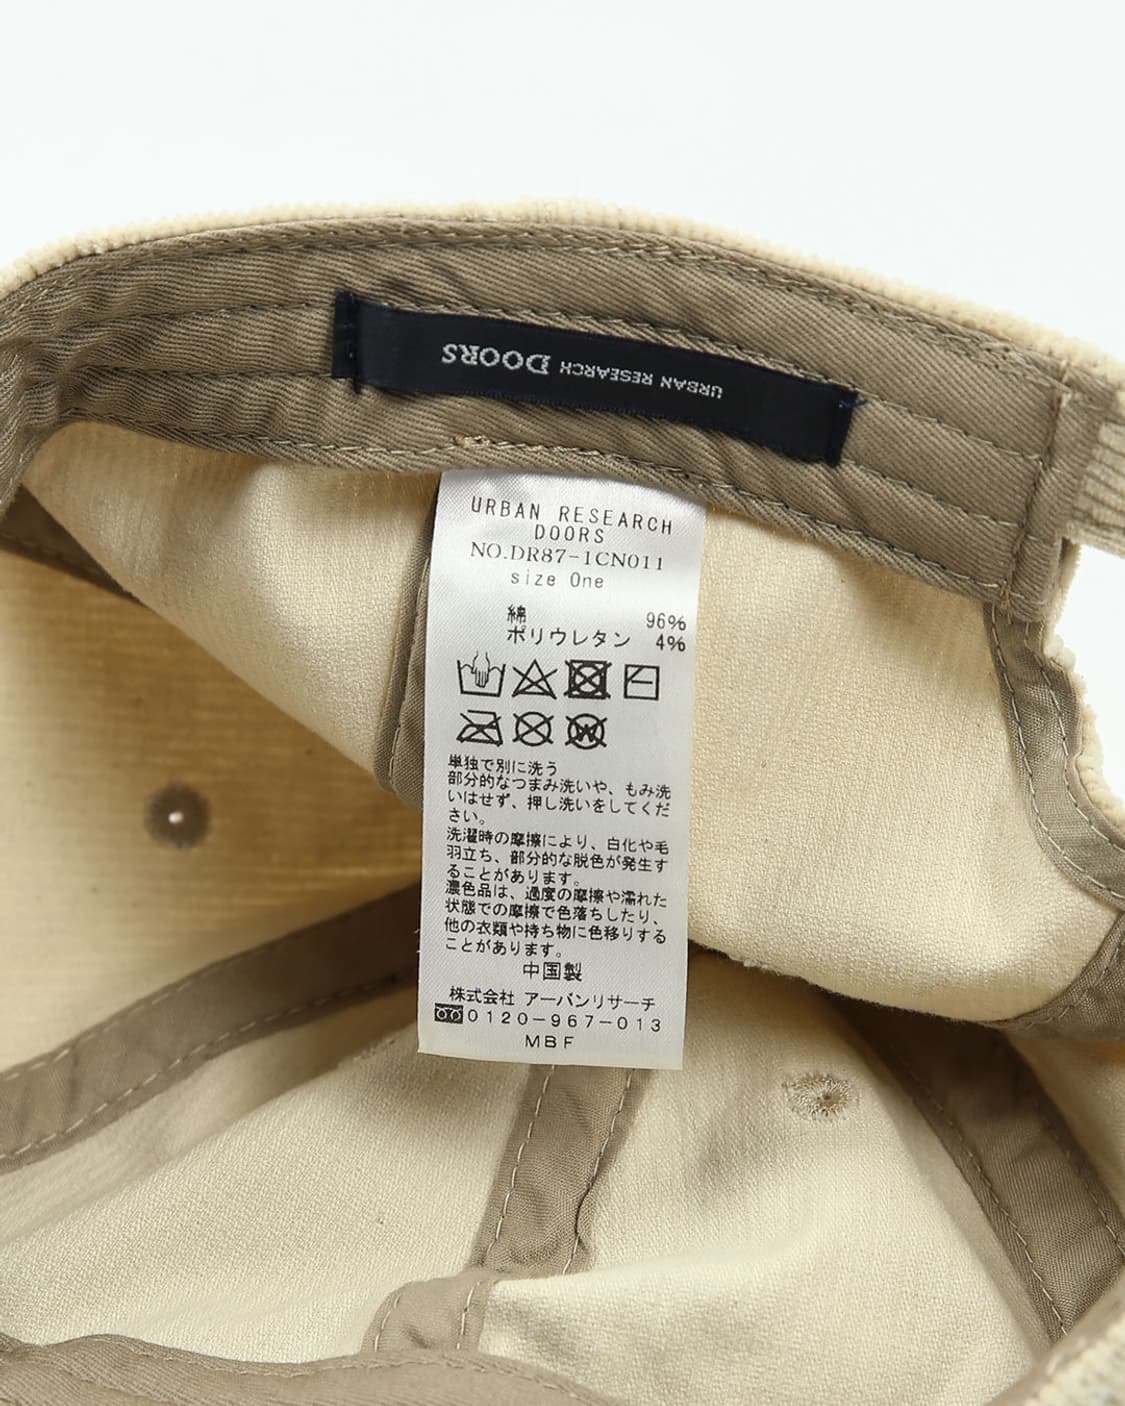 URBAN RESEARCH DOORS
URBAN RESEARCH
DOORS
NO.DR87-1CN011
size One
綿 96%
ポリウレタン 4%
W
単独で別に洗う
部分的なつまみ洗いや、もみ洗
いはせず、押し洗いをしてくだ
さい。
洗濯時の摩擦により、白化や毛
羽立ち、部分的な脱色が発生す
ることがあります。
濃色品は、過度の摩擦や濡れた
状態での摩擦で色落ちしたり、
他の衣類や持ち物に色移りする
ことがあります。
中国製
株式会社 アーバンリサーチ
0120-967-013
MBF